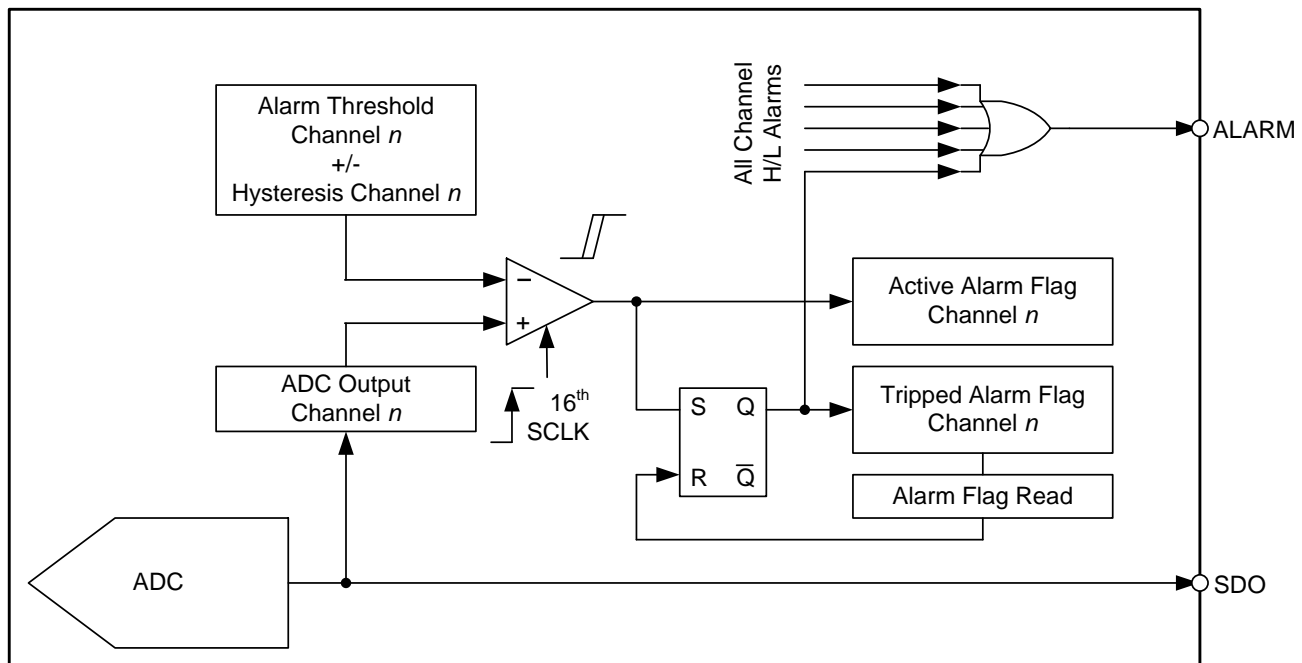 Alarm Threshold
Channel n
+/-
Hysteresis Channel n
All Channel
H/L Alarms
ALARM
−
+
Active Alarm Flag
Channel n
ADC Output
Channel n
16th
SCLK
S Q
R Q̅
Tripped Alarm Flag
Channel n
Alarm Flag Read
ADC
SDO